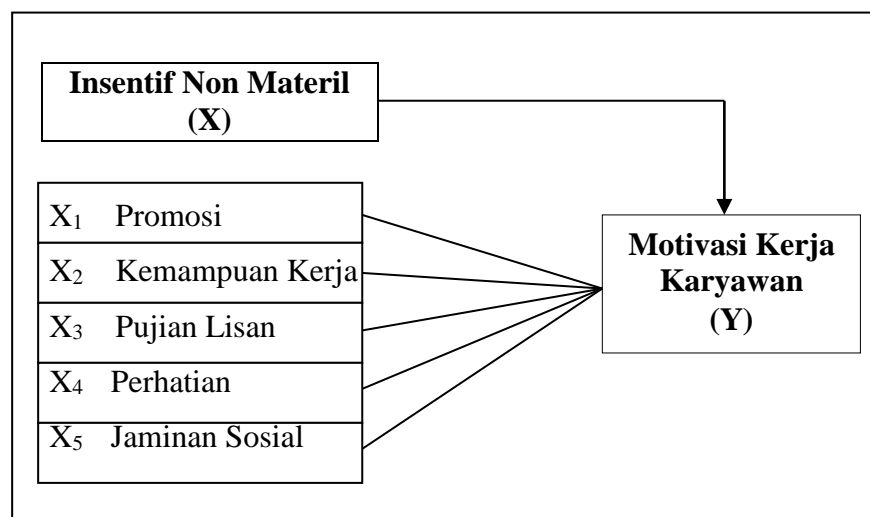 Insentif Non Materil
(X)
X1 Promosi
X2 Kemampuan Kerja
X3 Pujian Lisan
X4 Perhatian
X5 Jaminan Sosial
Motivasi Kerja
Karyawan
(Y)